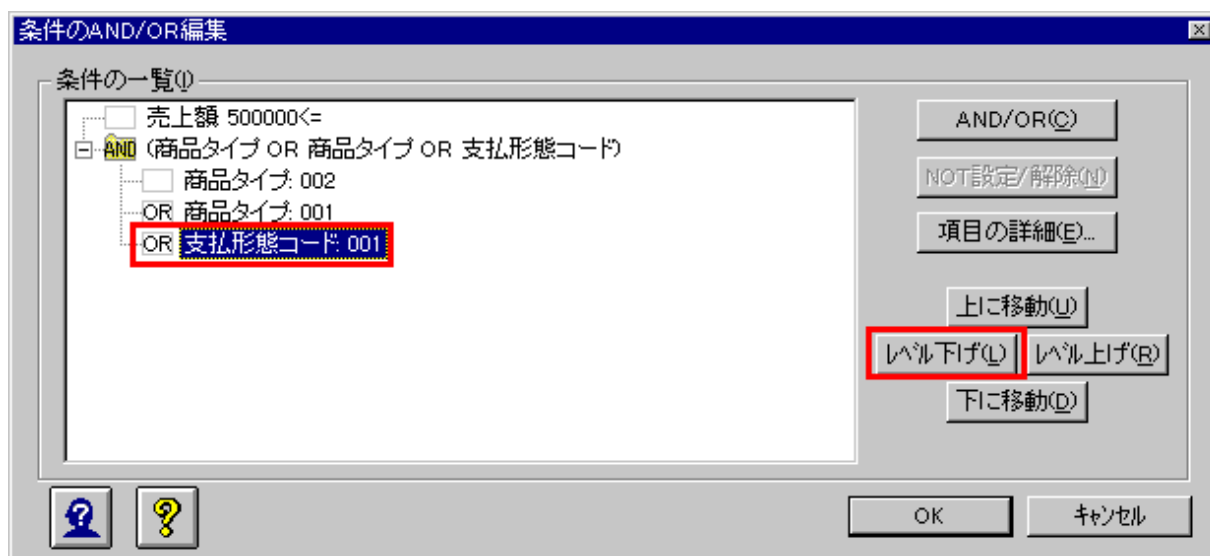 条件のAND/OR編集
条件の一覧(I)
売上額 500000<=
AND (商品タイプ OR 商品タイプ OR 支払形態コード)
商品タイプ: 002
OR 商品タイプ: 001
OR 支払形態コード: 001
AND/OR(C)
NOT設定/解除(N)
項目の詳細(E)...
上に移動(U)
レベル下げ(L) レベル上げ(R)
下に移動(D)
OK キャンセル